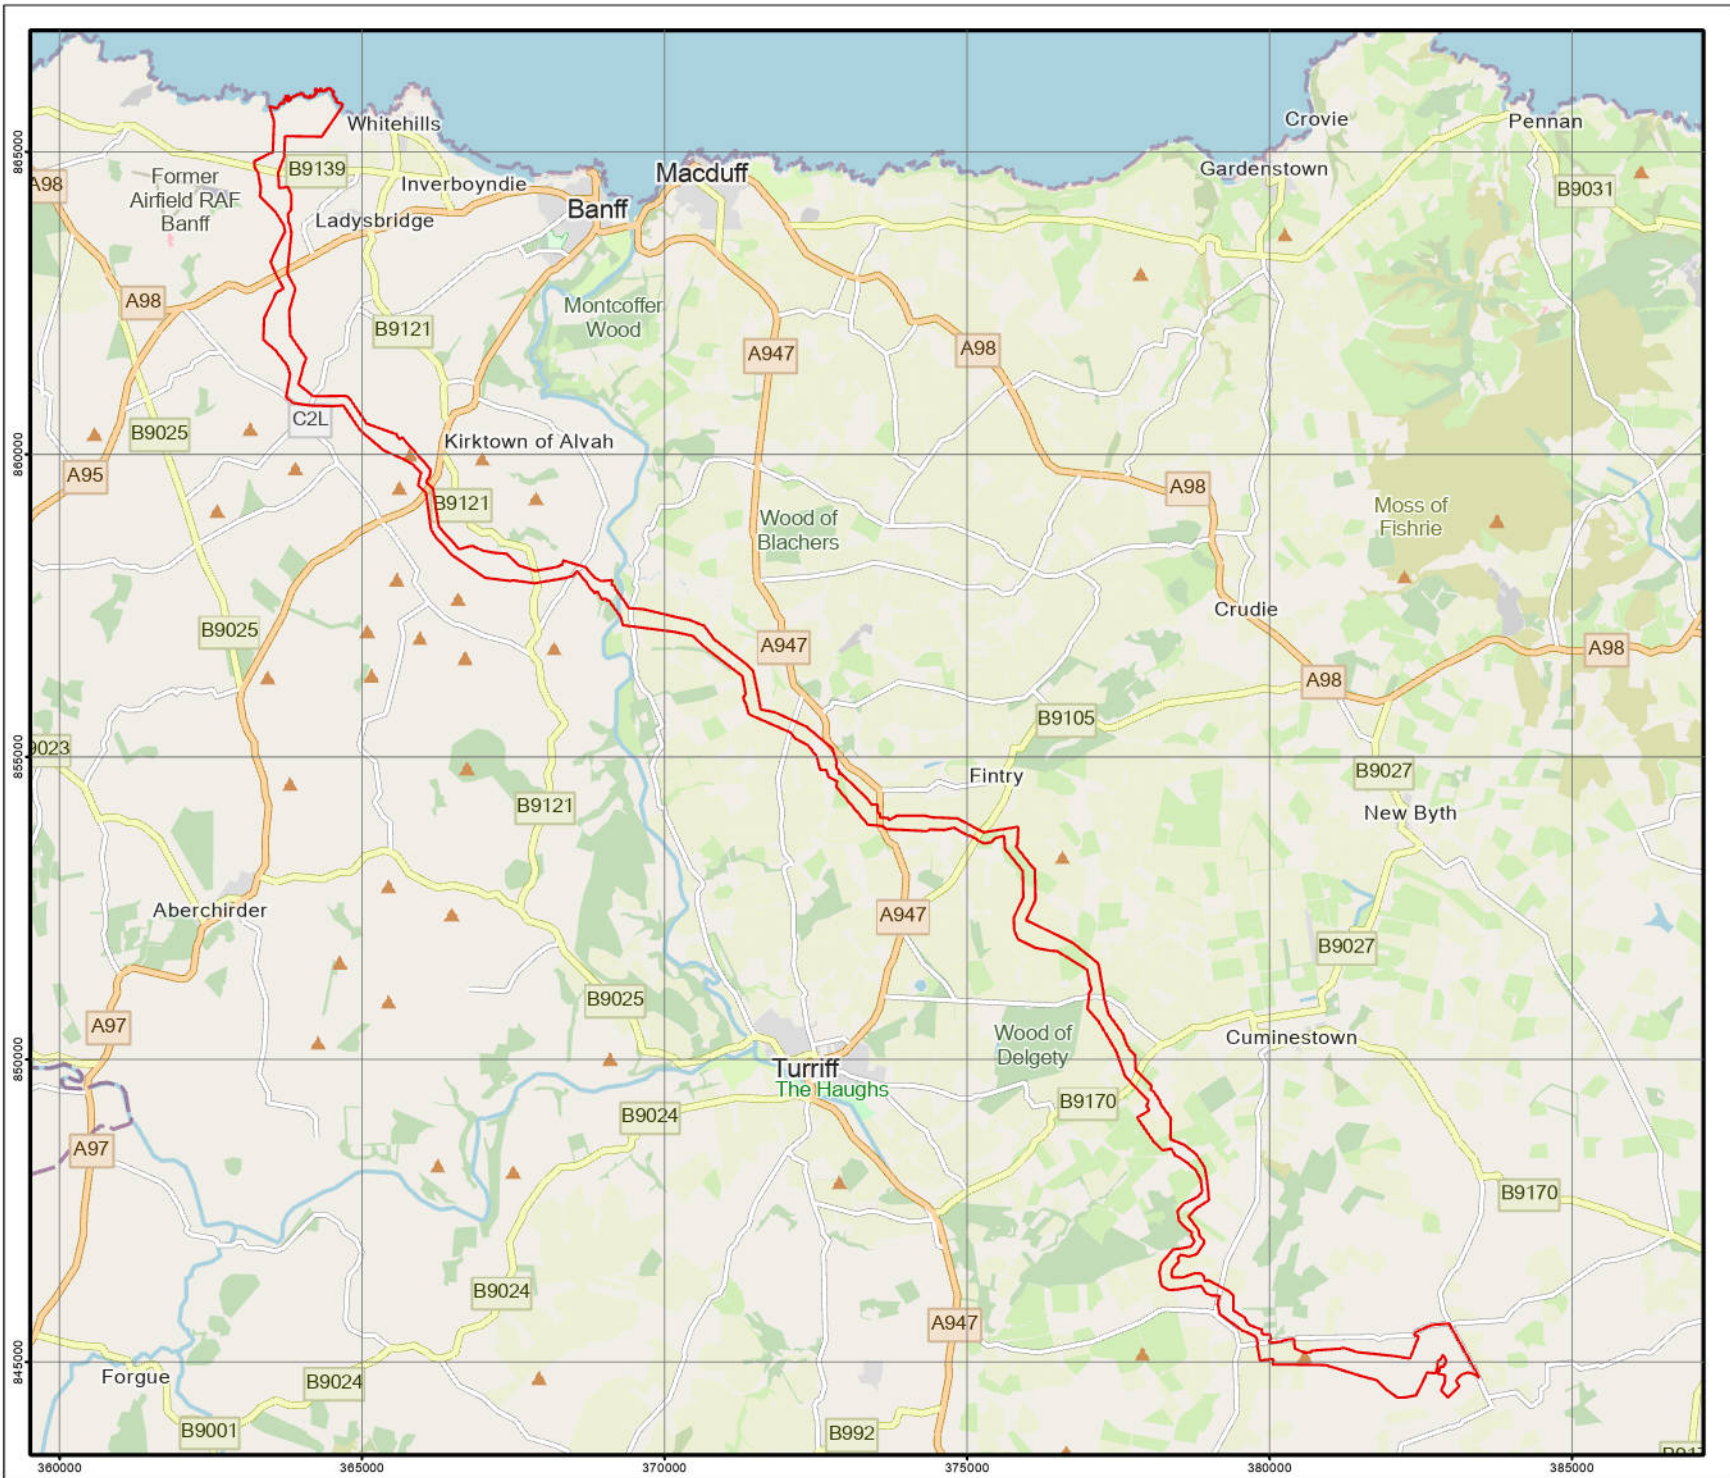 Crovie
Pennan
Whitehills
865000
B9139
Gardenstown
Macduff
A98
Former
Airfield RAF
Banff
Inverboyndie
B9031
Banff
Ladysbridge
A98
Montcoffer
Wood
B9121
A947
A98
C2L
B9025
Kirktown of Alvah
860000
A95
A98
B9121
Moss of
Fishrie
Wood of
Blachers
Crudie
B9025
A947
A98
A98
B9105
855000
9023
Fintry
B9027
B9121
New Byth
Aberchirder
A947
B9027
B9025
A97
Wood of
Delgety
Cuminestown
850000
Turriff
The Haughs
B9170
B9024
A97
B9170
B9024
A947
845000
Forgue
B9024
B9001
B992
360000
365000
370000
375000
380000
385000